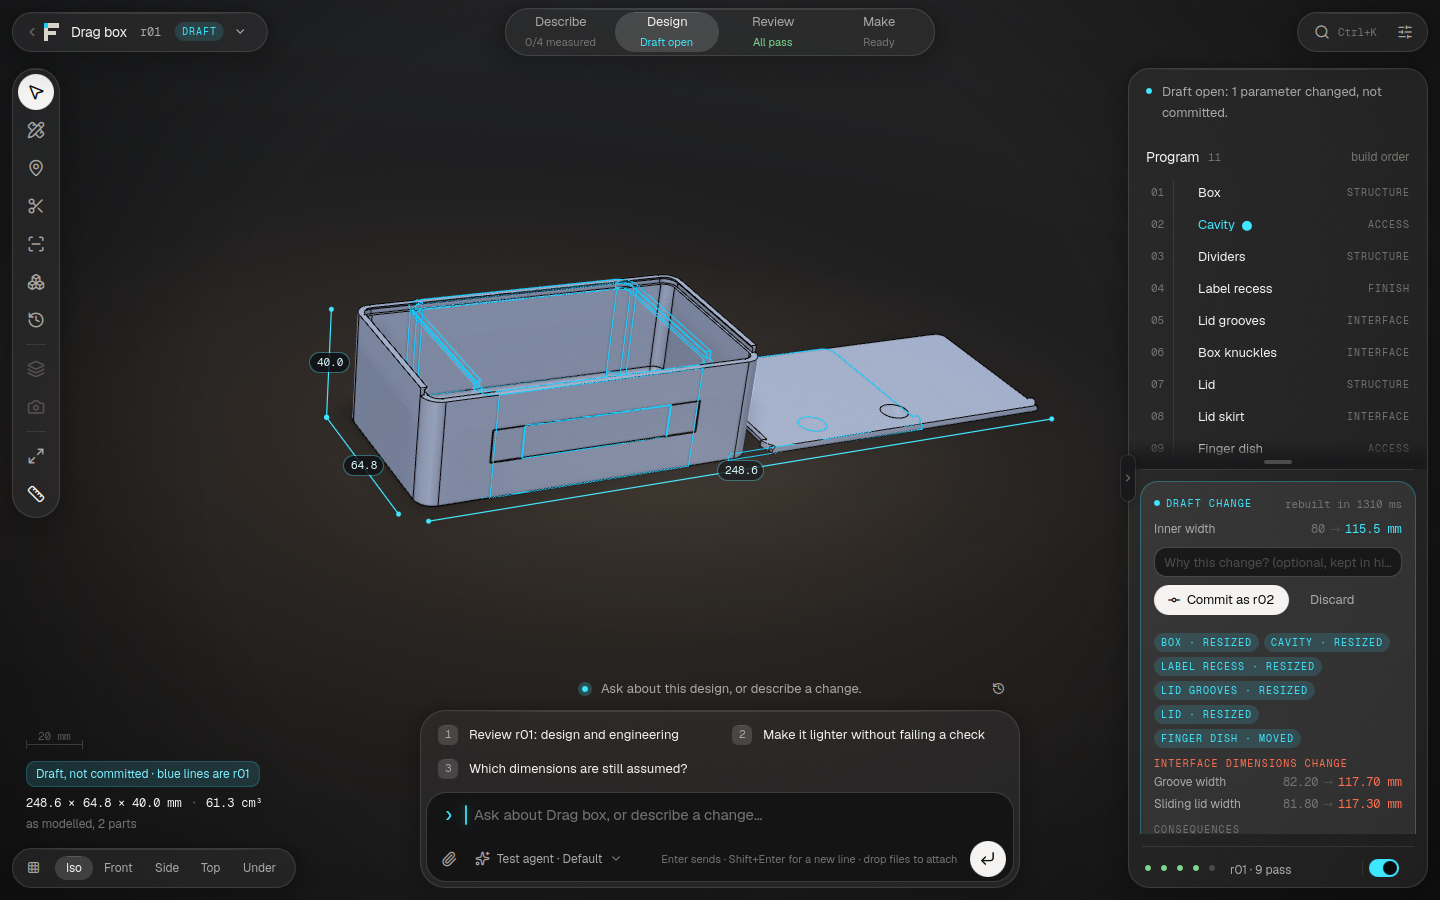 Drag box r01 DRAFT
Describe
0/4 measured
Design
Draft open
Review
All pass
Make
Ready
Ctrl+K
Draft open: 1 parameter changed, not
committed.
Program 11 build order
01 Box STRUCTURE
02 Cavity ACCESS
03 Dividers STRUCTURE
04 Label recess FINISH
05 Lid grooves INTERFACE
06 Box knuckles INTERFACE
07 Lid STRUCTURE
08 Lid skirt INTERFACE
09 Finger dish ACCESS
40.0
64.8
248.6
DRAFT CHANGE rebuilt in 1310 ms
Inner width 80 → 115.5 mm
Why this change? (optional, kept in hi...
Commit as r02 Discard
BOX · RESIZED CAVITY · RESIZED
LABEL RECESS · RESIZED
LID GROOVES · RESIZED
LID · RESIZED
FINGER DISH · MOVED
INTERFACE DIMENSIONS CHANGE
Groove width 82.20 → 117.70 mm
Sliding lid width 81.80 → 117.30 mm
CONSEQUENCES
r01 · 9 pass
Ask about this design, or describe a change.
1 Review r01: design and engineering
2 Make it lighter without failing a check
3 Which dimensions are still assumed?
Ask about Drag box, or describe a change...
Test agent · Default
Enter sends · Shift+Enter for a new line · drop files to attach
20 mm
Draft, not committed · blue lines are r01
248.6 × 64.8 × 40.0 mm · 61.3 cm³
as modelled, 2 parts
Iso Front Side Top Under